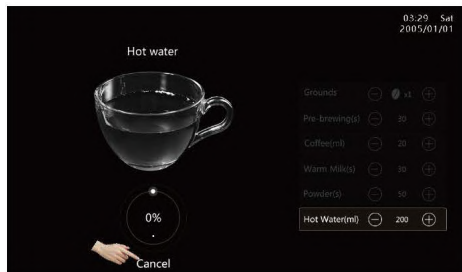 03:29 Sat
2005/01/01
Hot water
Grounds x1
Pre-brewing(s) 30
Coffee(ml) 20
Warm Milk(s) 30
Powder(s) 50
Hot Water(ml) 200
0%
Cancel